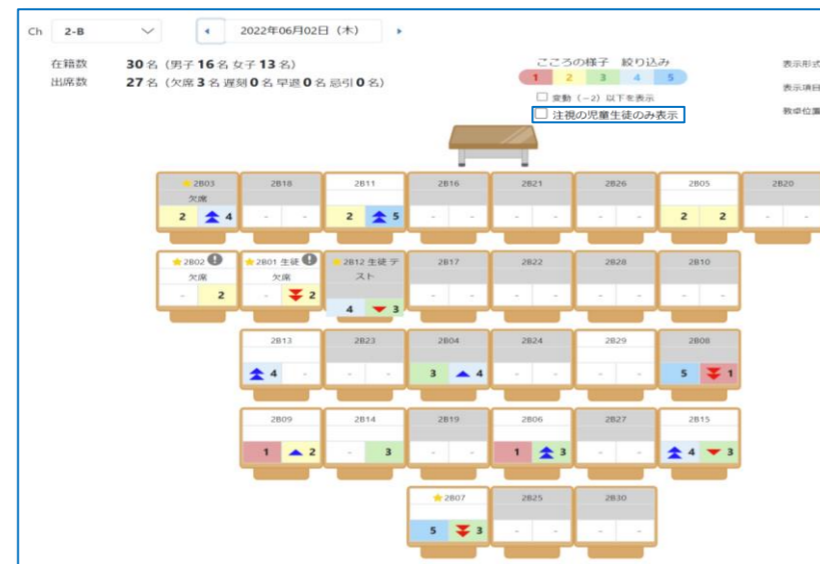 Ch 2-B 2022年06月02日（木）
在籍数 30名（男子16名 女子13名）
出席数 27名（欠席3名 遅刻0名 早退0名 忌引0名）
こころの様子 絞り込み
1 2 3 4 5
変動（－2）以下を表示
注視の児童生徒のみ表示
表示形式
表示項目
教卓位置
2B03 2B18 2B11 2B16 2B21 2B26 2B05 2B20
欠席
2 4 - - 2 5 - - - - - - 2 2 - -
2B02 2B01 生徒 2B12 生徒 テスト 2B17 2B22 2B28 2B10
欠席 欠席
- 2 - 2 4 3 - - - - - - - -
2B13 2B23 2B04 2B24 2B29 2B08
4 - - - 3 4 - - - - 5 1
2B09 2B14 2B19 2B06 2B27 2B15
1 2 - 3 - - 1 3 - - 4 3
2B07 2B25 2B30
5 3 - - - -